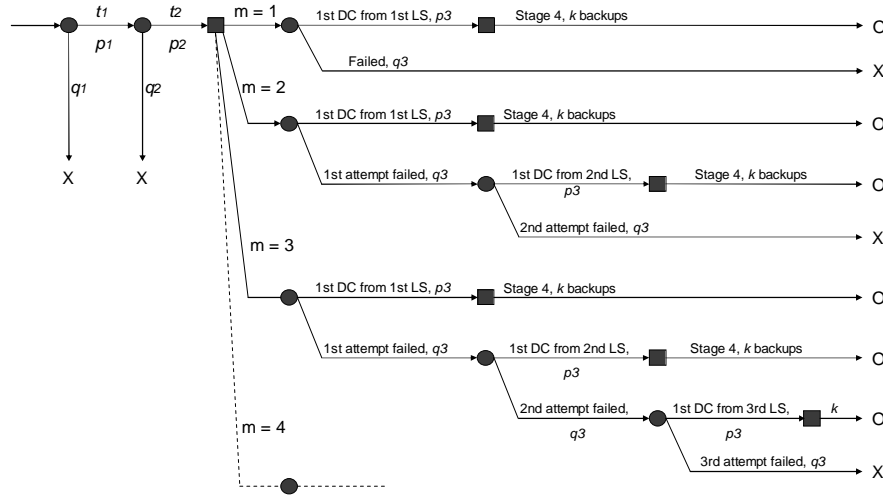 t1 t2 m = 1 1st DC from 1st LS, p3 Stage 4, k backups O
p1 p2
Failed, q3 X
q1 q2 m = 2
1st DC from 1st LS, p3 Stage 4, k backups O
X X 1st attempt failed, q3 1st DC from 2nd LS, Stage 4, k backups O
p3
2nd attempt failed, q3 X
m = 3
1st DC from 1st LS, p3 Stage 4, k backups O
1st attempt failed, q3 1st DC from 2nd LS, Stage 4, k backups O
p3
m = 4 2nd attempt failed, 1st DC from 3rd LS, k O
q3 p3
3rd attempt failed, q3 X